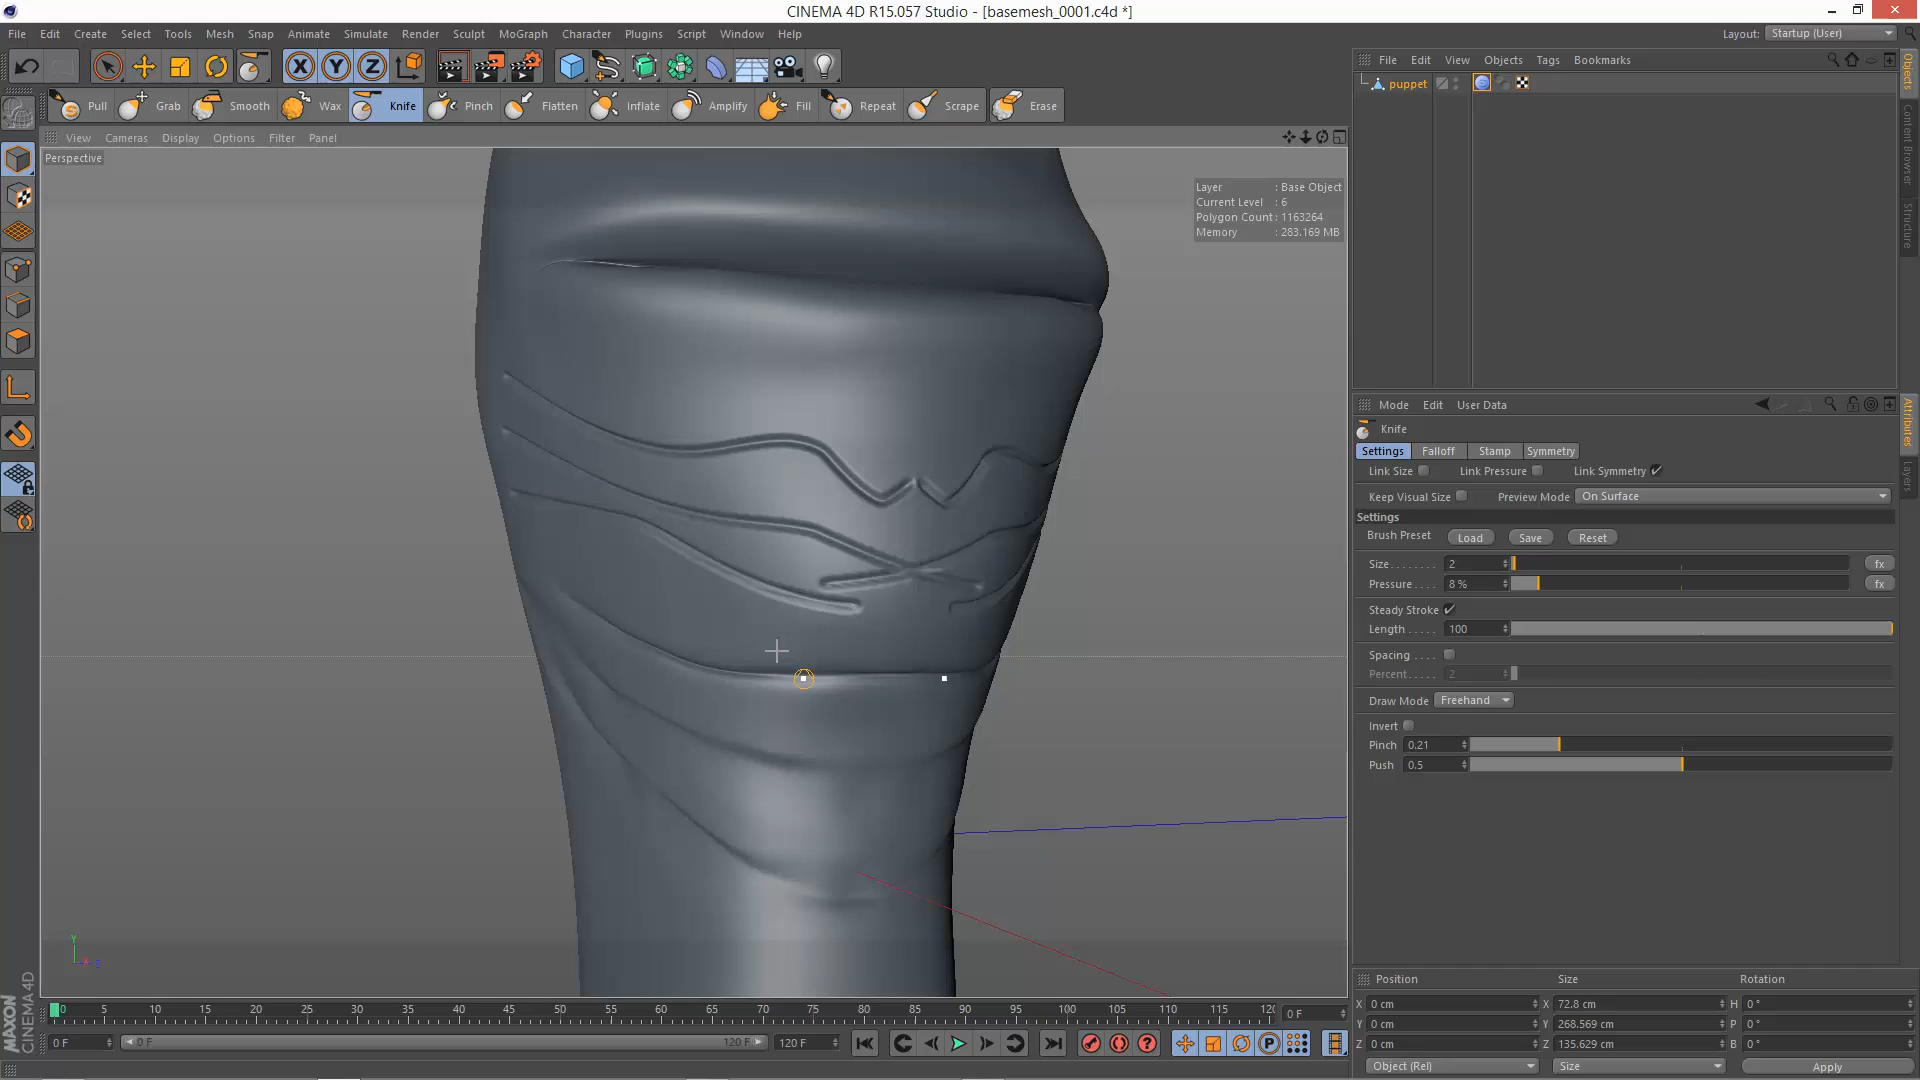 CINEMA 4D R15.057 Studio - [basemesh_0001.c4d *]
File Edit Create Select Tools Mesh Snap Animate Simulate Render Sculpt MoGraph Character Plugins Script Window Help
Layout: Startup (User)
X Y Z
File Edit View Objects Tags Bookmarks
puppet
Pull Grab Smooth Wax Knife Pinch Flatten Inflate Amplify Fill Repeat Scrape Erase
View Cameras Display Options Filter Panel
Perspective
Layer : Base Object
Current Level : 6
Polygon Count : 1163264
Memory : 283.169 MB
Objects
Content Browser
Structure
Mode Edit User Data
Attributes
Layers
Knife
Settings Falloff Stamp Symmetry
Link Size Link Pressure Link Symmetry
Keep Visual Size Preview Mode On Surface
Settings
Brush Preset Load Save Reset
Size........ 2 fx
Pressure.... 8 % fx
Steady Stroke
Length..... 100
Spacing....
Percent..... 2
Draw Mode Freehand
Invert
Pinch 0.21
Push 0.5
Y
MAXON
CINEMA 4D
0 5 10 15 20 25 30 35 40 45 50 55 60 65 70 75 80 85 90 95 100 105 110 115 0 F
0 F 0 F 120 F 120 F
P
Position Size Rotation
X 0 cm X 72.8 cm H 0 °
Y 0 cm Y 268.569 cm P 0 °
Z 0 cm Z 135.629 cm B 0 °
Object (Rel) Size Apply